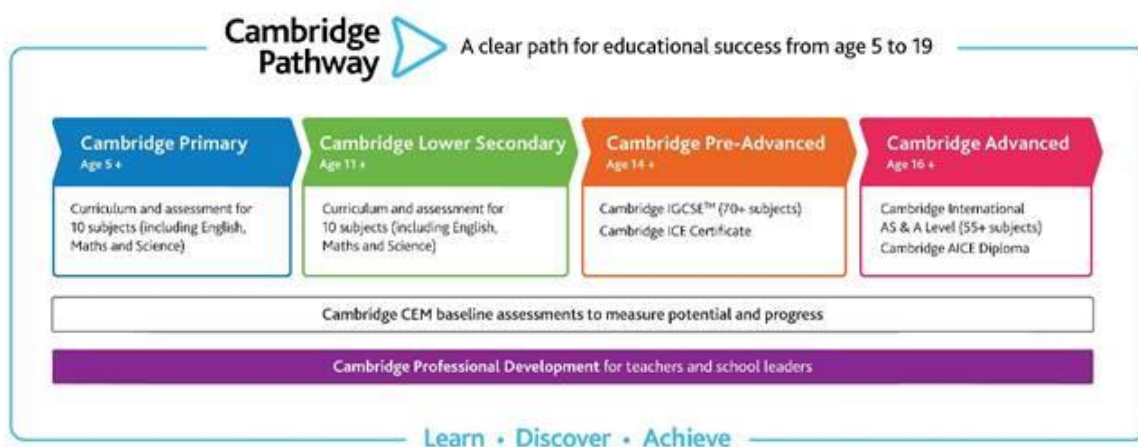 Cambridge
Pathway
A clear path for educational success from age 5 to 19
Cambridge Primary
Age 5 +
Curriculum and assessment for
10 subjects (including English,
Maths and Science)
Cambridge Lower Secondary
Age 11 +
Curriculum and assessment for
10 subjects (including English,
Maths and Science)
Cambridge Pre-Advanced
Age 14 +
Cambridge IGCSE™ (70+ subjects)
Cambridge ICE Certificate
Cambridge Advanced
Age 16 +
Cambridge International
AS & A Level (55+ subjects)
Cambridge AICE Diploma
Cambridge CEM baseline assessments to measure potential and progress
Cambridge Professional Development for teachers and school leaders
Learn • Discover • Achieve